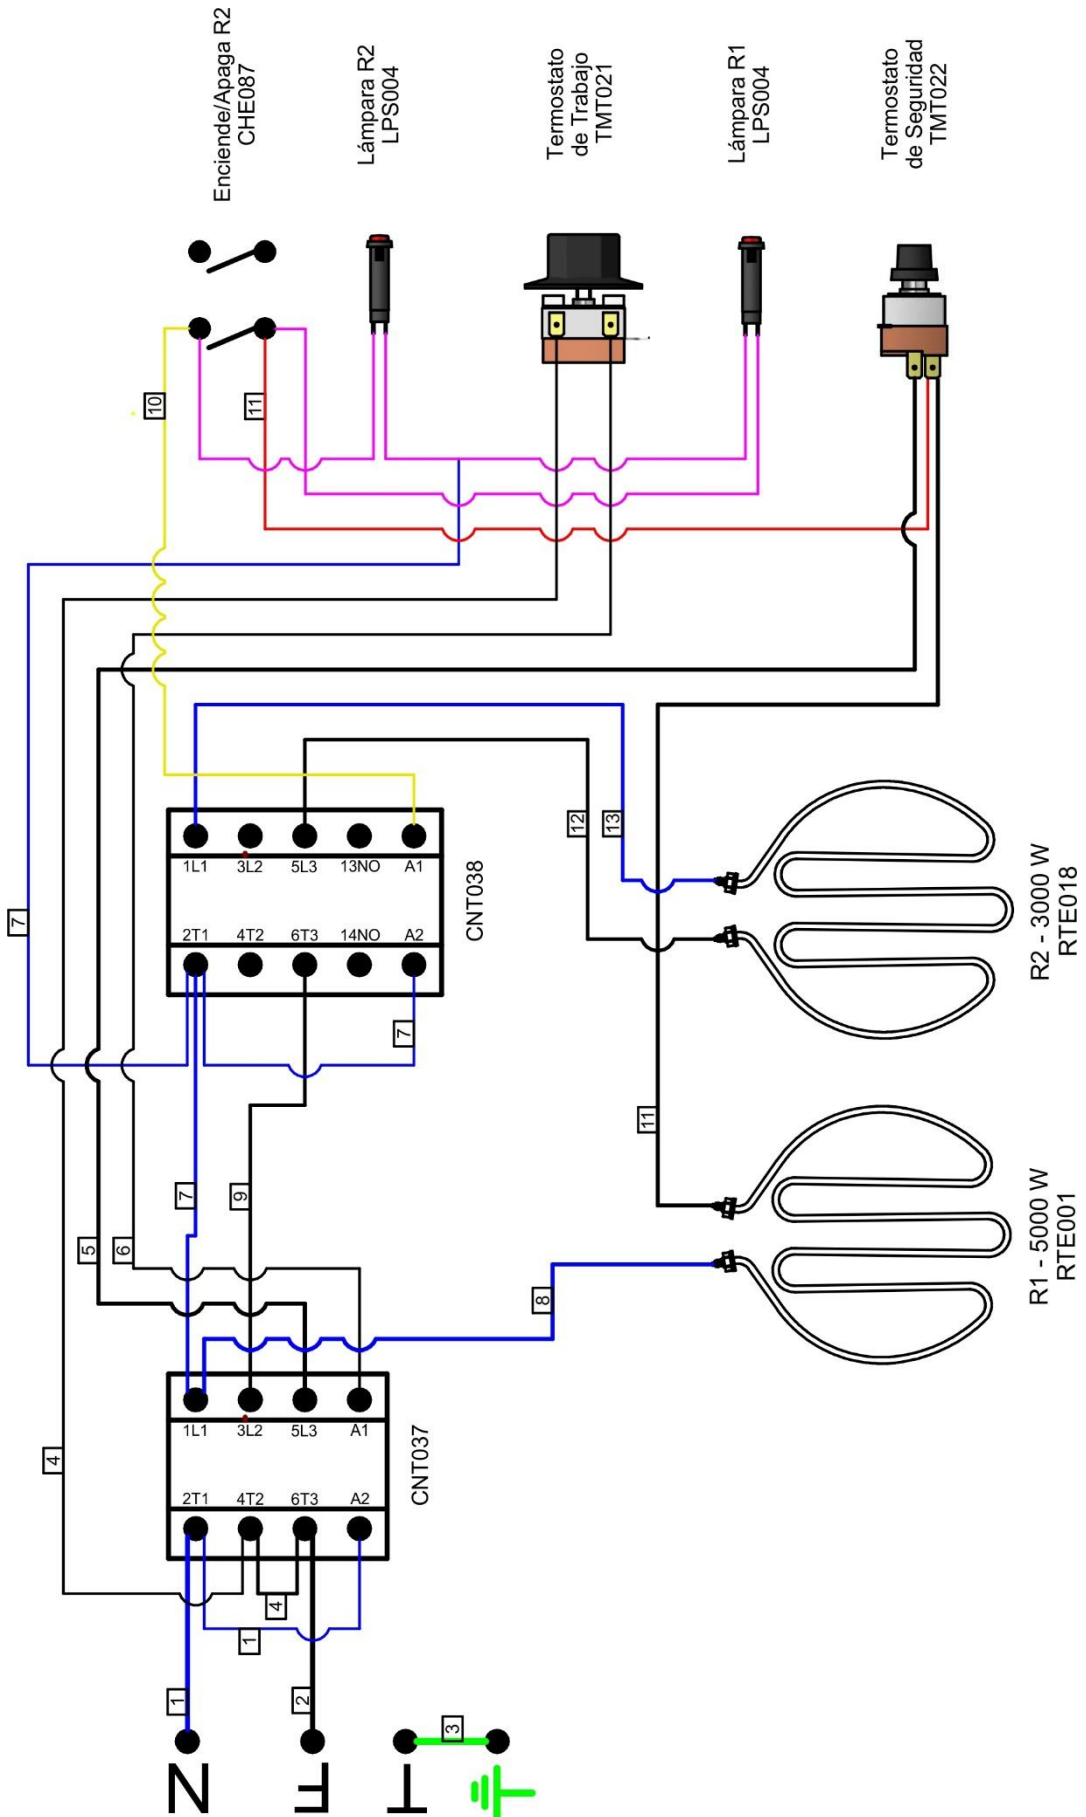 Enciende/Apaga R2
CHE087
Lámpara R2
LPS004
Termostato
de Trabajo
TMT021
Lámpara R1
LPS004
Termostato
de Seguridad
TMT022
10
11
7
12
13
1L1
3L2
5L3
13NO
A1
2T1
4T2
6T3
14NO
A2
CNT038
7
R2 - 3000 W
RTE018
11
7
9
5
6
8
R1 - 5000 W
RTE001
1L1
3L2
5L3
A1
2T1
4T2
6T3
A2
CNT037
4
4
1
1
2
3
N
F
T